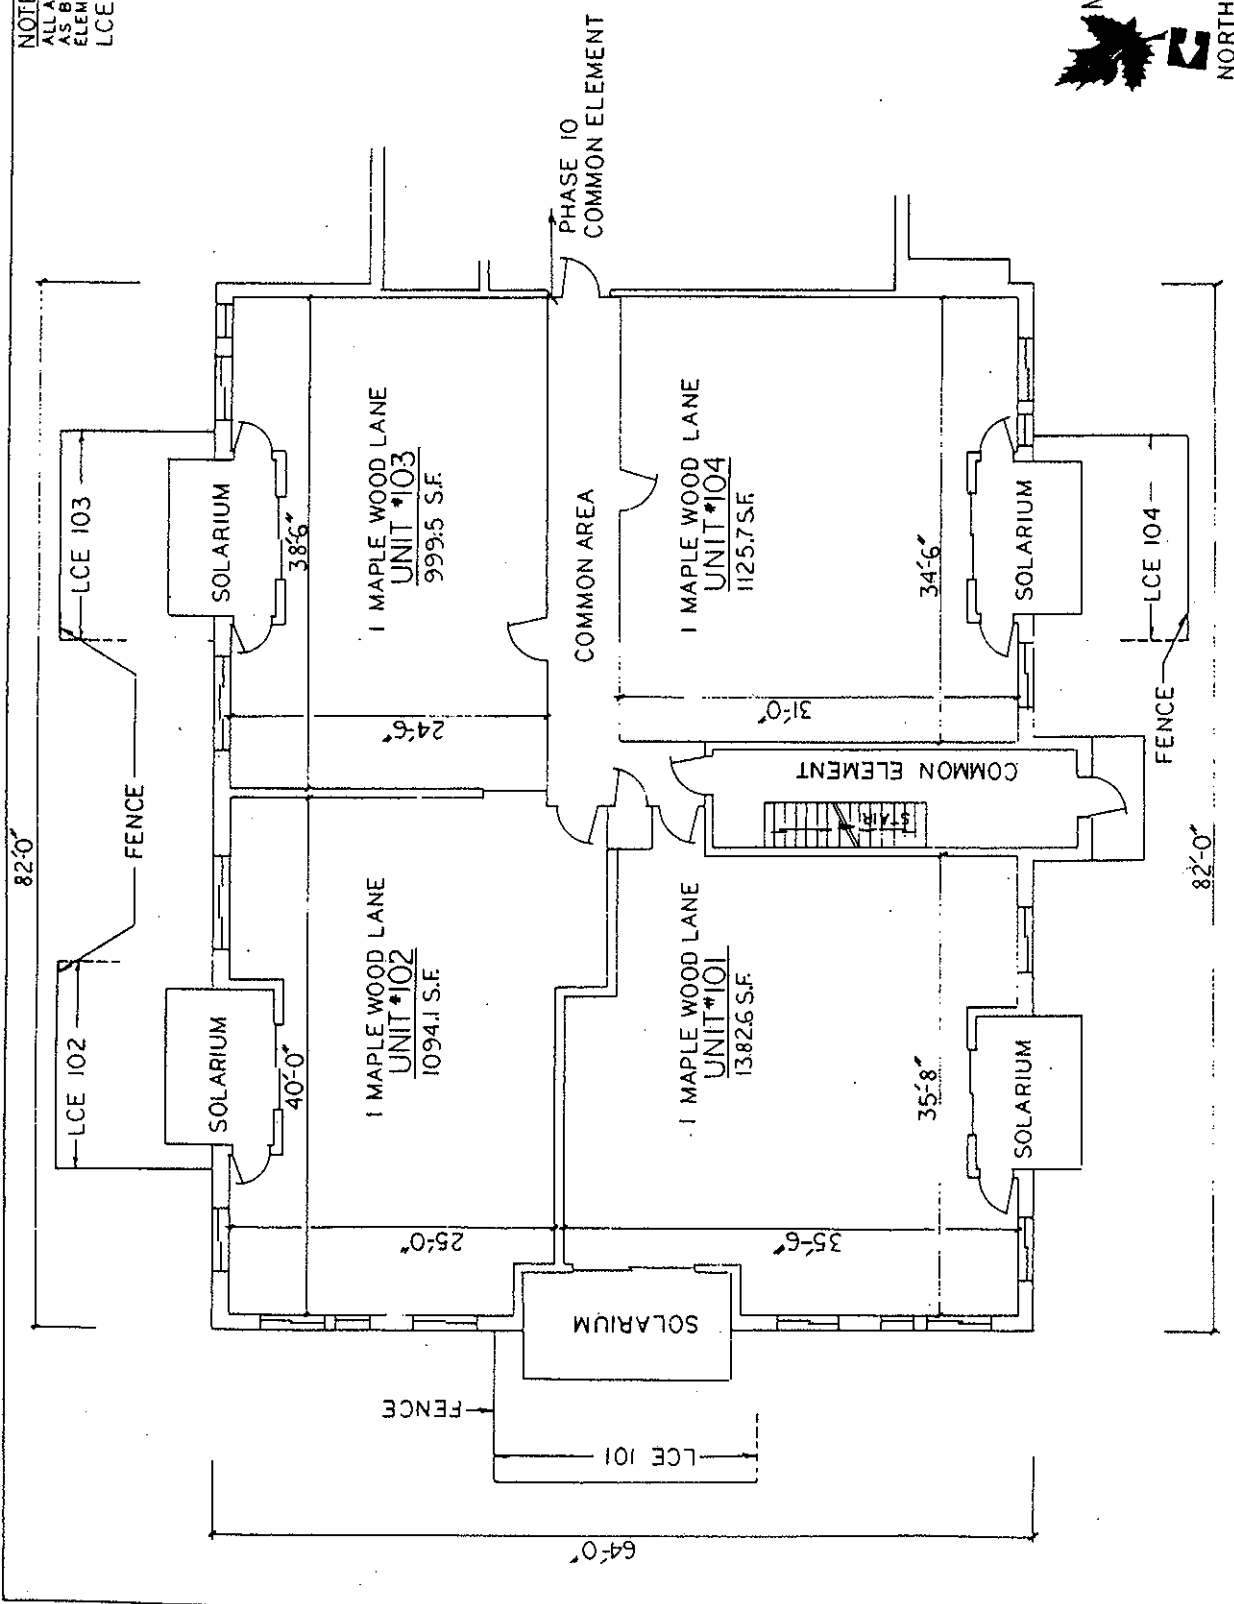 NOTE
ALL A
AS B
ELEM
LCE
82'-0"
LCE 102
FENCE
LCE 103
SOLARIUM
SOLARIUM
40'-0"
38'-6"
24'-6"
25'-0"
1 MAPLE WOOD LANE
UNIT #102
1094.1 S.F.
1 MAPLE WOOD LANE
UNIT #103
999.5 S.F.
PHASE 10
COMMON ELEMENT
COMMON AREA
FENCE
LCE 101
SOLARIUM
64'-0"
1 MAPLE WOOD LANE
UNIT #101
1382.6 S.F.
1 MAPLE WOOD LANE
UNIT #104
1125.7 S.F.
35'-6"
35'-8"
STAIR
COMMON ELEMENT
31'-0"
34'-6"
SOLARIUM
SOLARIUM
FENCE
LCE 104
82'-0"
NORTH